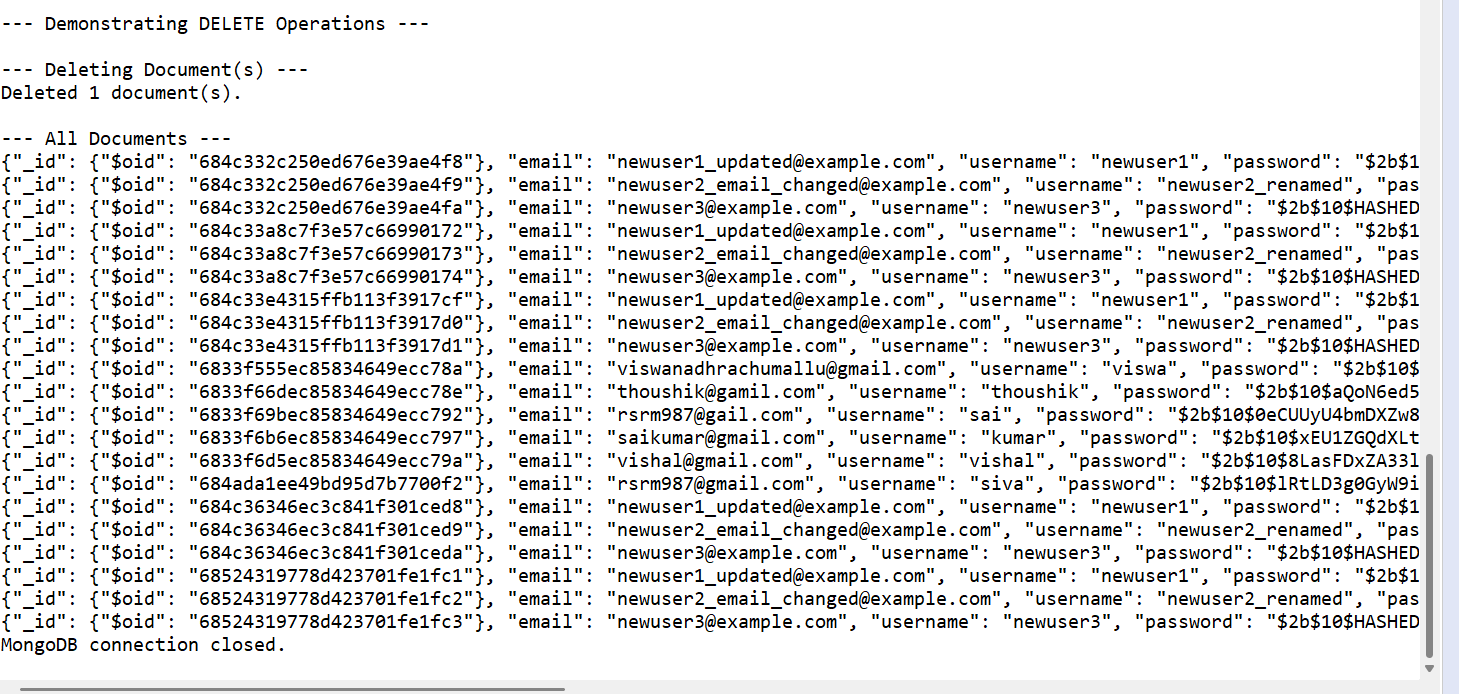 --- Demonstrating DELETE Operations ---
--- Deleting Document(s) ---
Deleted 1 document(s).
--- All Documents ---
{"_id": {"$oid": "684c332c250ed676e39ae4f8"}, "email": "newuser1_updated@example.com", "username": "newuser1", "password": "$2b$1
{"_id": {"$oid": "684c332c250ed676e39ae4f9"}, "email": "newuser2_email_changed@example.com", "username": "newuser2_renamed", "pas
{"_id": {"$oid": "684c332c250ed676e39ae4fa"}, "email": "newuser3@example.com", "username": "newuser3", "password": "$2b$10$HASHED
{"_id": {"$oid": "684c33a8c7f3e57c66990172"}, "email": "newuser1_updated@example.com", "username": "newuser1", "password": "$2b$1
{"_id": {"$oid": "684c33a8c7f3e57c66990173"}, "email": "newuser2_email_changed@example.com", "username": "newuser2_renamed", "pas
{"_id": {"$oid": "684c33a8c7f3e57c66990174"}, "email": "newuser3@example.com", "username": "newuser3", "password": "$2b$10$HASHED
{"_id": {"$oid": "684c33e4315ffb113f3917cf"}, "email": "newuser1_updated@example.com", "username": "newuser1", "password": "$2b$1
{"_id": {"$oid": "684c33e4315ffb113f3917d0"}, "email": "newuser2_email_changed@example.com", "username": "newuser2_renamed", "pas
{"_id": {"$oid": "684c33e4315ffb113f3917d1"}, "email": "newuser3@example.com", "username": "newuser3", "password": "$2b$10$HASHED
{"_id": {"$oid": "6833f555ec85834649ecc78a"}, "email": "viswanadhrachumallu@gmail.com", "username": "viswa", "password": "$2b$10$
{"_id": {"$oid": "6833f66dec85834649ecc78e"}, "email": "thoushik@gamil.com", "username": "thoushik", "password": "$2b$10$aQoN6ed5
{"_id": {"$oid": "6833f69bec85834649ecc792"}, "email": "rsrm987@gail.com", "username": "sai", "password": "$2b$10$0eCUUyU4bmDXZw8
{"_id": {"$oid": "6833f6b6ec85834649ecc797"}, "email": "saikumar@gmail.com", "username": "kumar", "password": "$2b$10$xEU1ZGQdXLt
{"_id": {"$oid": "6833f6d5ec85834649ecc79a"}, "email": "vishal@gmail.com", "username": "vishal", "password": "$2b$10$8LasFDxZA33l
{"_id": {"$oid": "684ada1ee49bd95d7b7700f2"}, "email": "rsrm987@gmail.com", "username": "siva", "password": "$2b$10$lRtLD3g0GyW9i
{"_id": {"$oid": "684c36346ec3c841f301ced8"}, "email": "newuser1_updated@example.com", "username": "newuser1", "password": "$2b$1
{"_id": {"$oid": "684c36346ec3c841f301ced9"}, "email": "newuser2_email_changed@example.com", "username": "newuser2_renamed", "pas
{"_id": {"$oid": "684c36346ec3c841f301ceda"}, "email": "newuser3@example.com", "username": "newuser3", "password": "$2b$10$HASHED
{"_id": {"$oid": "68524319778d423701fe1fc1"}, "email": "newuser1_updated@example.com", "username": "newuser1", "password": "$2b$1
{"_id": {"$oid": "68524319778d423701fe1fc2"}, "email": "newuser2_email_changed@example.com", "username": "newuser2_renamed", "pas
{"_id": {"$oid": "68524319778d423701fe1fc3"}, "email": "newuser3@example.com", "username": "newuser3", "password": "$2b$10$HASHED
MongoDB connection closed.